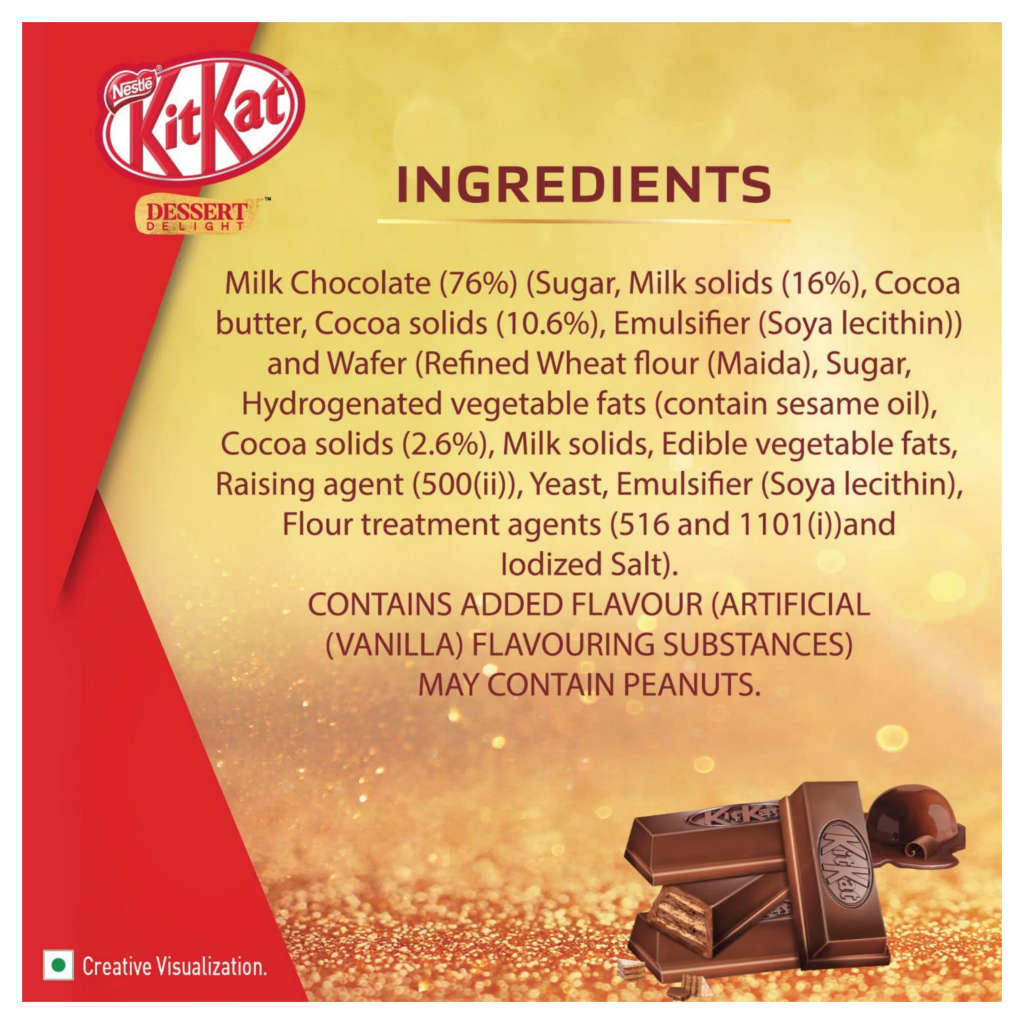 Nestlé®
KitKat®
DESSERT™
DELIGHT
INGREDIENTS
Milk Chocolate (76%) (Sugar, Milk solids (16%), Cocoa
butter, Cocoa solids (10.6%), Emulsifier (Soya lecithin))
and Wafer (Refined Wheat flour (Maida), Sugar,
Hydrogenated vegetable fats (contain sesame oil),
Cocoa solids (2.6%), Milk solids, Edible vegetable fats,
Raising agent (500(ii)), Yeast, Emulsifier (Soya lecithin),
Flour treatment agents (516 and 1101(i))and
Iodized Salt).
CONTAINS ADDED FLAVOUR (ARTIFICIAL
(VANILLA) FLAVOURING SUBSTANCES)
MAY CONTAIN PEANUTS.
KitKat
KitKat
Creative Visualization.